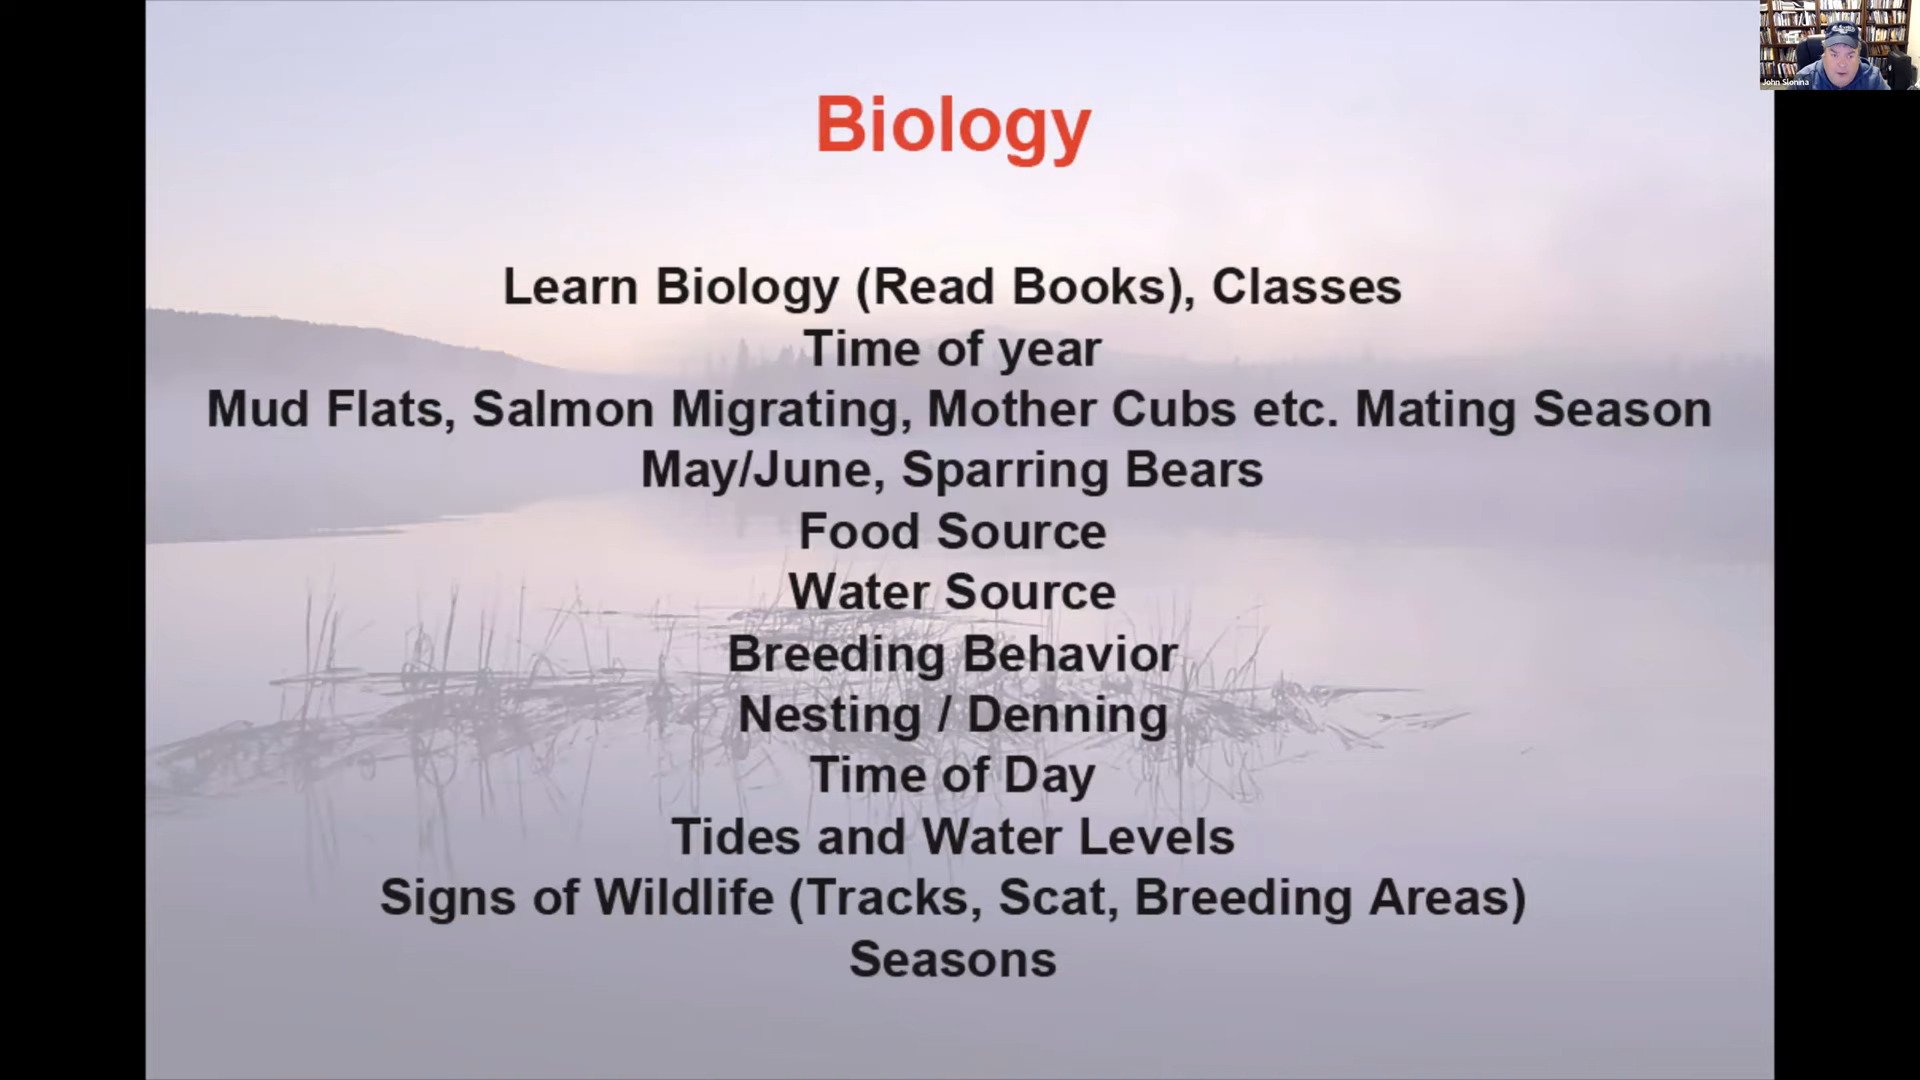 Biology
John Slonina
Learn Biology (Read Books), Classes
Time of year
Mud Flats, Salmon Migrating, Mother Cubs etc. Mating Season
May/June, Sparring Bears
Food Source
Water Source
Breeding Behavior
Nesting / Denning
Time of Day
Tides and Water Levels
Signs of Wildlife (Tracks, Scat, Breeding Areas)
Seasons